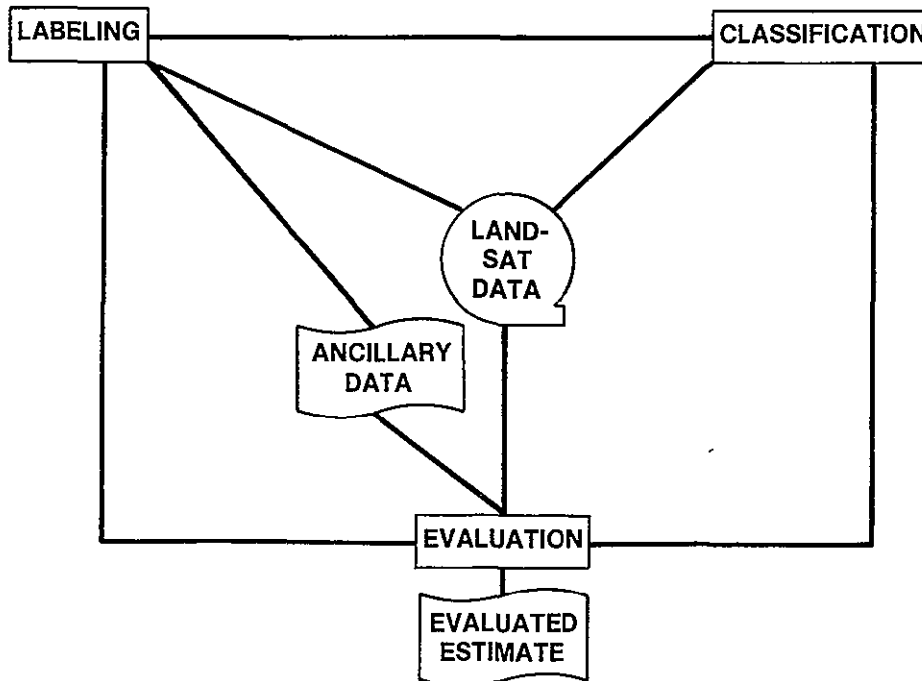 LABELING
CLASSIFICATION
LAND-
SAT
DATA
ANCILLARY
DATA
EVALUATION
EVALUATED
ESTIMATE